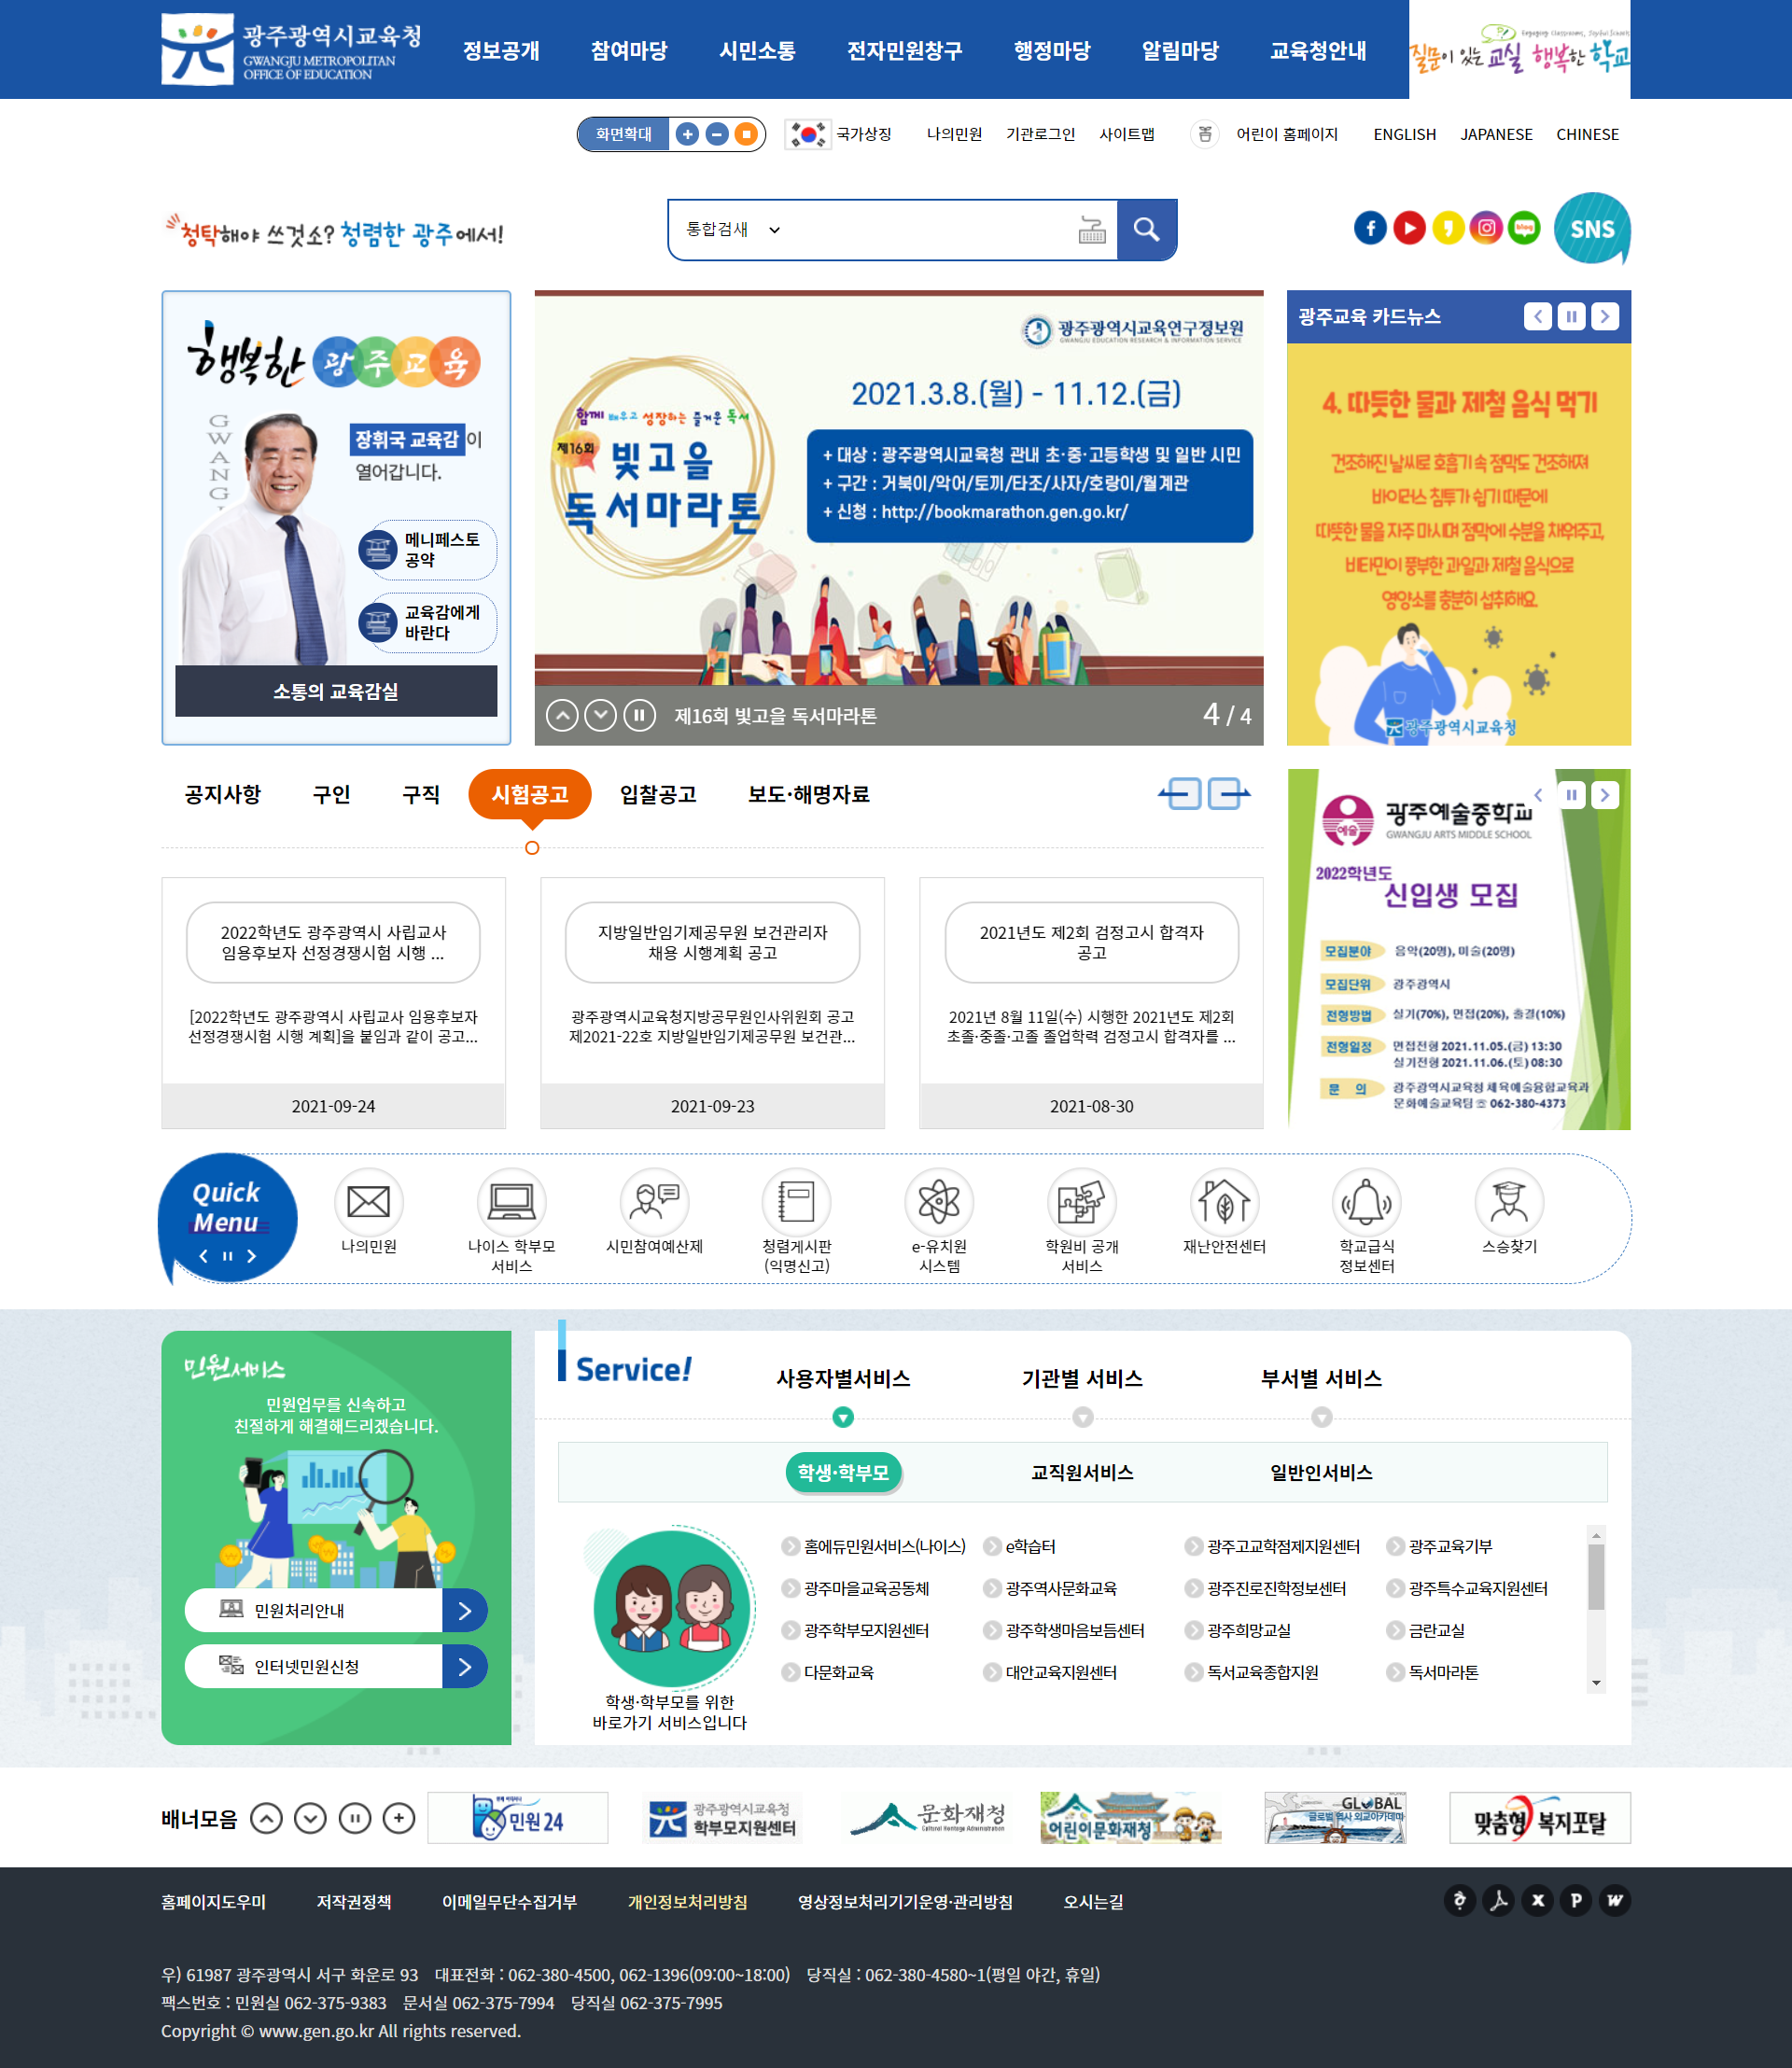 광주광역시교육청
GWANGJU METROPOLITAN
OFFICE OF EDUCATION
정보공개 참여마당 시민소통 전자민원창구 행정마당 알림마당 교육청안내
질문이 있는 교실 행복한 학교
화면확대 국가상징 나의민원 기관로그인 사이트맵 어린이 홈페이지 ENGLISH JAPANESE CHINESE
청탁해야 쓰것소? 청렴한 광주에서!
통합검색
blog
SNS
행복한 광주교육
GWANG
장휘국 교육감이
열어갑니다.
메니페스토
공약
교육감에게
바란다
소통의 교육감실
광주광역시교육연구정보원
GWANGJU EDUCATION RESEARCH & INFORMATION SERVICE
2021.3.8.(월) - 11.12.(금)
함께 배우고 성장하는 즐거운 독서
제16회 빛고을
독서마라톤
+ 대상 : 광주광역시교육청 관내 초·중·고등학생 및 일반 시민
+ 구간 : 거북이/악어/토끼/타조/사자/호랑이/월계관
+ 신청 : http://bookmarathon.gen.go.kr/
제16회 빛고을 독서마라톤
4 / 4
광주교육 카드뉴스
4. 따뜻한 물과 제철 음식 먹기
건조해진 날씨로 호흡기 속 점막도 건조해져
바이러스 침투가 쉽기 때문에
따뜻한 물을 자주 마시며 점막에 수분을 채워주고,
비타민이 풍부한 과일과 제철 음식으로
영양소를 충분히 섭취해요.
광주광역시교육청
공지사항 구인 구직 시험공고 입찰공고 보도·해명자료
2022학년도 광주광역시 사립교사
임용후보자 선정경쟁시험 시행 ...
[2022학년도 광주광역시 사립교사 임용후보자
선정경쟁시험 시행 계획]을 붙임과 같이 공고...
2021-09-24
지방일반임기제공무원 보건관리자
채용 시행계획 공고
광주광역시교육청지방공무원인사위원회 공고
제2021-22호 지방일반임기제공무원 보건관...
2021-09-23
2021년도 제2회 검정고시 합격자
공고
2021년 8월 11일(수) 시행한 2021년도 제2회
초졸·중졸·고졸 졸업학력 검정고시 합격자를 ...
2021-08-30
예술
광주예술중학교
GWANGJU ARTS MIDDLE SCHOOL
2022학년도
신입생 모집
모집분야 음악(20명), 미술(20명)
모집단위 광주광역시
전형방법 실기(70%), 면접(20%), 출결(10%)
전형일정 면접전형 2021.11.05.(금) 13:30
실기전형 2021.11.06.(토) 08:30
문 의 광주광역시교육청 체육예술융합교육과
문화예술교육팀 ☏ 062-380-4373
Quick
Menu
나의민원
나이스 학부모
서비스
시민참여예산제
청렴게시판
(익명신고)
e-유치원
시스템
학원비 공개
서비스
재난안전센터
학교급식
정보센터
스승찾기
민원서비스
민원업무를 신속하고
친절하게 해결해드리겠습니다.
민원처리안내
인터넷민원신청
Service!
사용자별서비스 기관별 서비스 부서별 서비스
학생·학부모 교직원서비스 일반인서비스
학생·학부모를 위한
바로가기 서비스입니다
홈에듀민원서비스(나이스) e학습터 광주고교학점제지원센터 광주교육기부
광주마을교육공동체 광주역사문화교육 광주진로진학정보센터 광주특수교육지원센터
광주학부모지원센터 광주학생마음보듬센터 광주희망교실 금란교실
다문화교육 대안교육지원센터 독서교육종합지원 독서마라톤
배너모음
민원24
광주광역시교육청
학부모지원센터
문화재청
Cultural Heritage Administration
어린이문화재청
GLOBAL
글로벌 역사 외교아카데미
맞춤형 복지포탈
홈페이지도우미 저작권정책 이메일무단수집거부 개인정보처리방침 영상정보처리기기운영·관리방침 오시는길
우) 61987 광주광역시 서구 화운로 93 대표전화 : 062-380-4500, 062-1396(09:00~18:00) 당직실 : 062-380-4580~1(평일 야간, 휴일)
팩스번호 : 민원실 062-375-9383 문서실 062-375-7994 당직실 062-375-7995
Copyright © www.gen.go.kr All rights reserved.